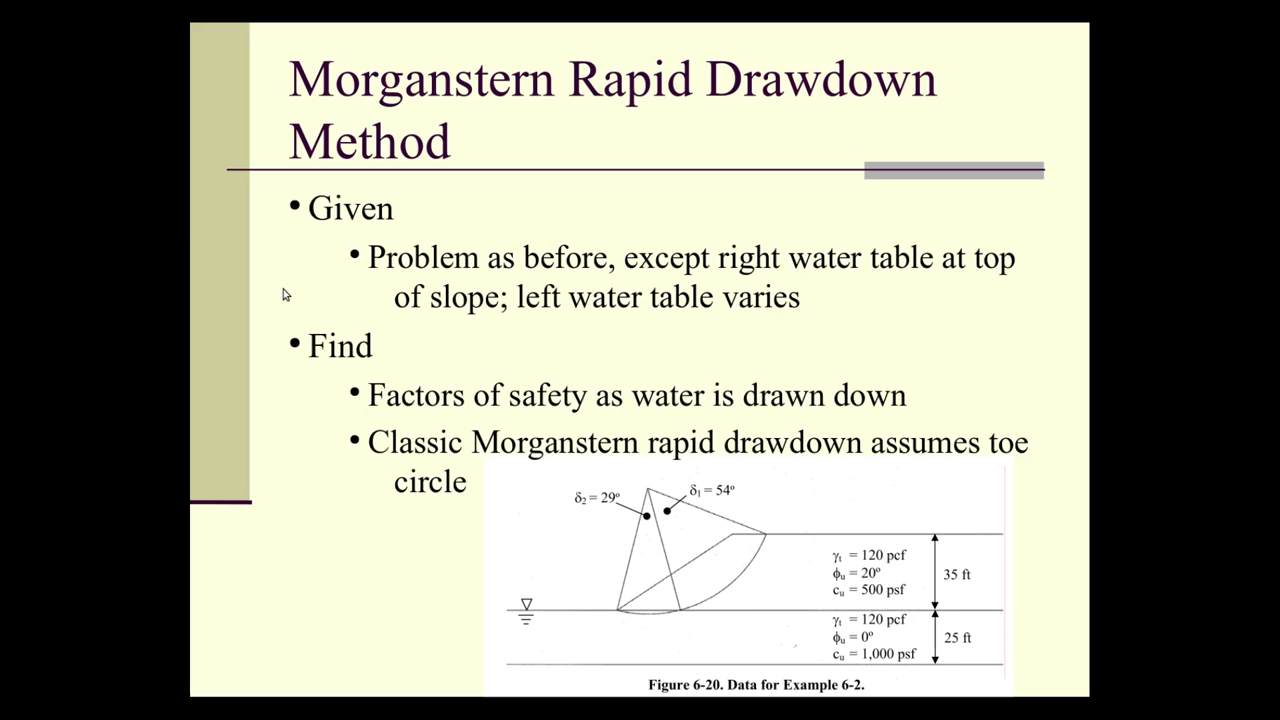 Morganstern Rapid Drawdown
Method
• Given
• Problem as before, except right water table at top
of slope; left water table varies
• Find
• Factors of safety as water is drawn down
• Classic Morganstern rapid drawdown assumes toe
circle
δ₂ = 29º
δ₁ = 54º
γₜ = 120 pcf
ϕᵤ = 20º
cᵤ = 500 psf
35 ft
γₜ = 120 pcf
ϕᵤ = 0º
cᵤ = 1,000 psf
25 ft
Figure 6-20. Data for Example 6-2.